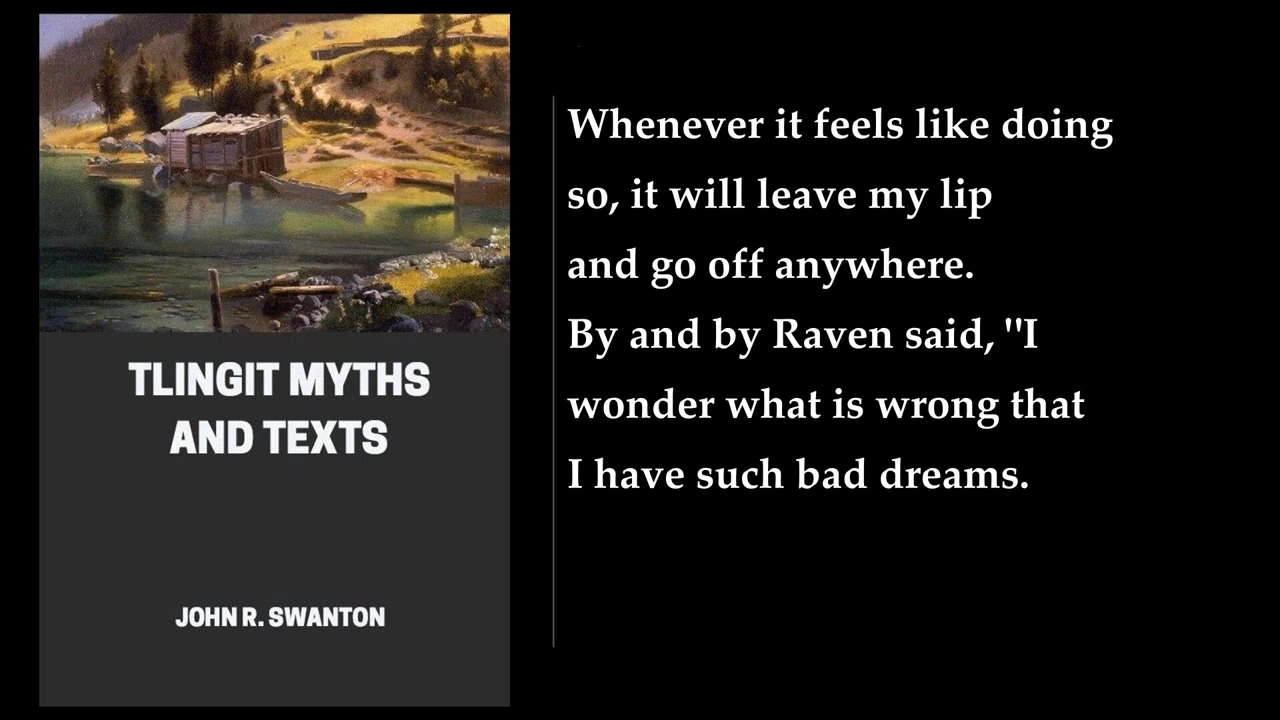 TLINGIT MYTHS
AND TEXTS
JOHN R. SWANTON
Whenever it feels like doing
so, it will leave my lip
and go off anywhere.
By and by Raven said, "I
wonder what is wrong that
I have such bad dreams.